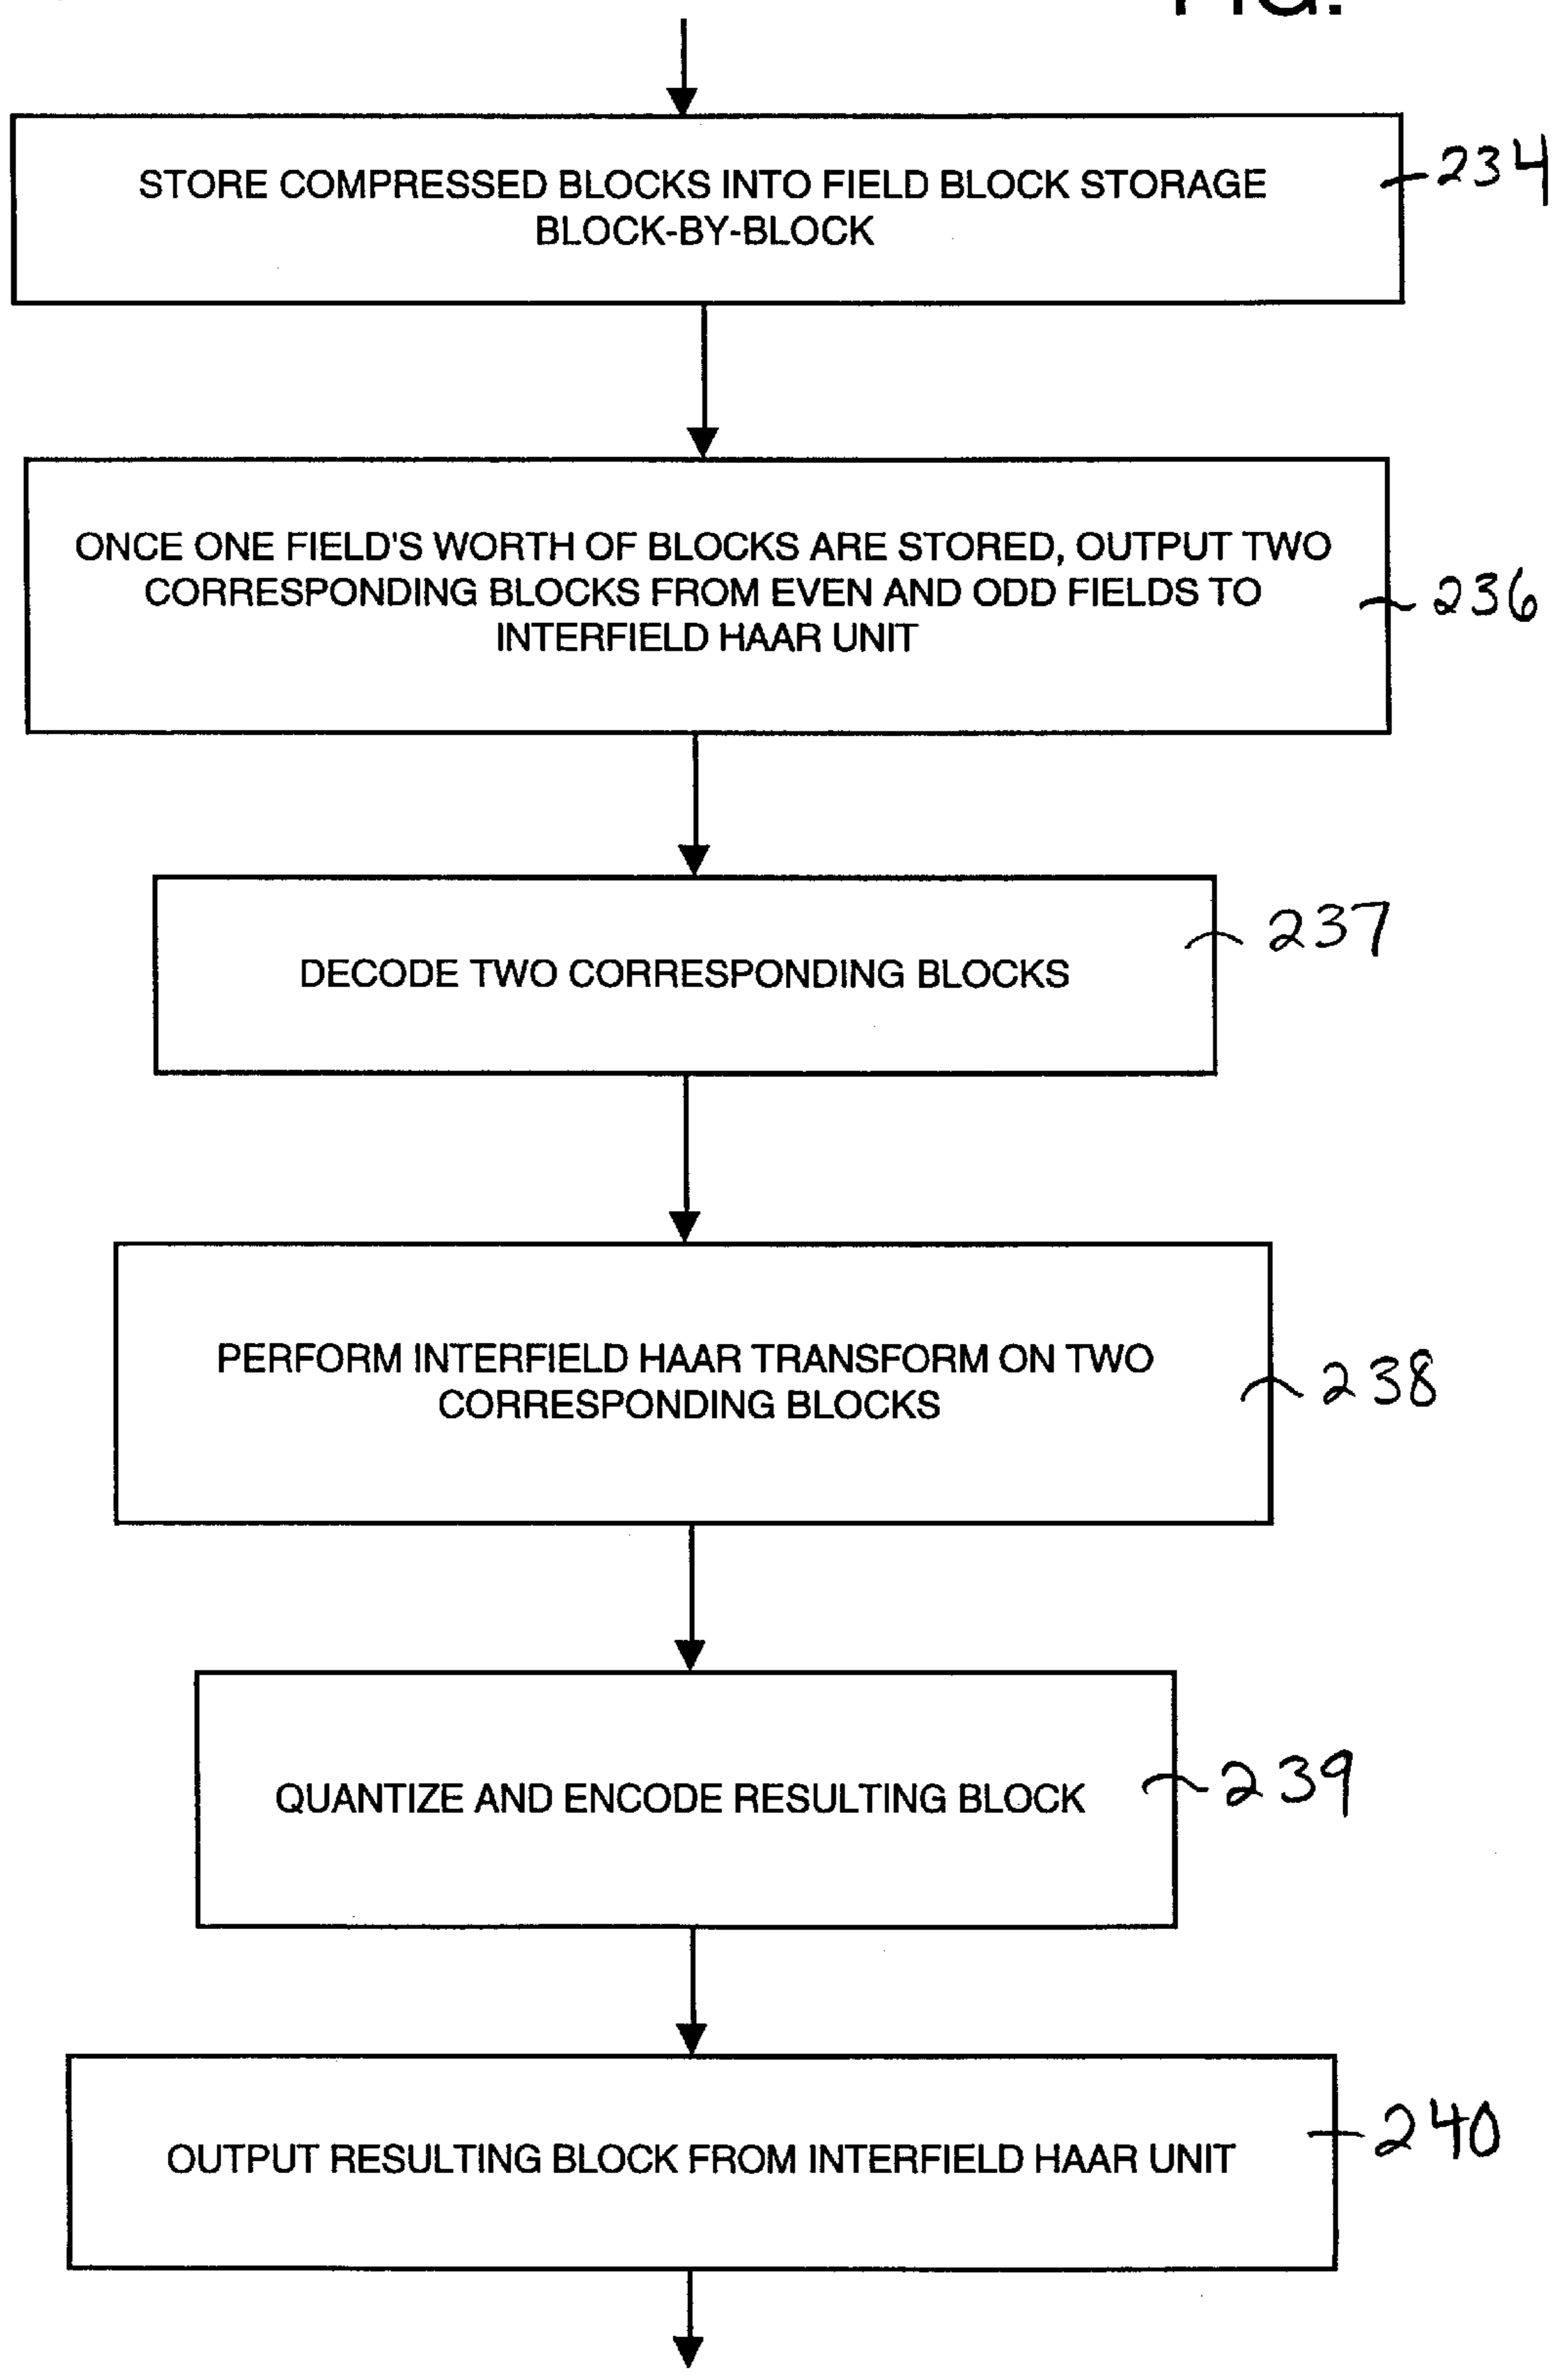 FIG.
STORE COMPRESSED BLOCKS INTO FIELD BLOCK STORAGE
BLOCK-BY-BLOCK
234
ONCE ONE FIELD'S WORTH OF BLOCKS ARE STORED, OUTPUT TWO
CORRESPONDING BLOCKS FROM EVEN AND ODD FIELDS TO
INTERFIELD HAAR UNIT
236
DECODE TWO CORRESPONDING BLOCKS
237
PERFORM INTERFIELD HAAR TRANSFORM ON TWO
CORRESPONDING BLOCKS
238
QUANTIZE AND ENCODE RESULTING BLOCK
239
OUTPUT RESULTING BLOCK FROM INTERFIELD HAAR UNIT
240